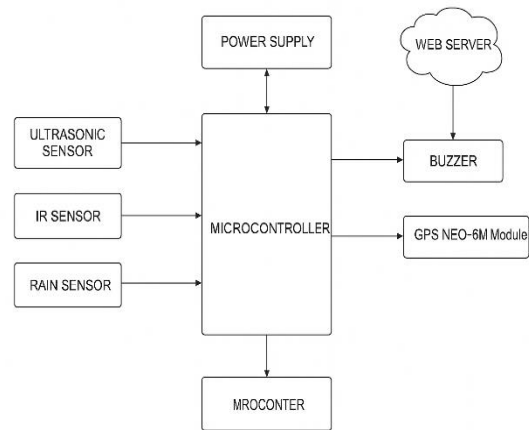 POWER SUPPLY
WEB SERVER
ULTRASONIC
SENSOR
BUZZER
IR SENSOR
MICROCONTROLLER
GPS NEO-6M Module
RAIN SENSOR
MROCONTER